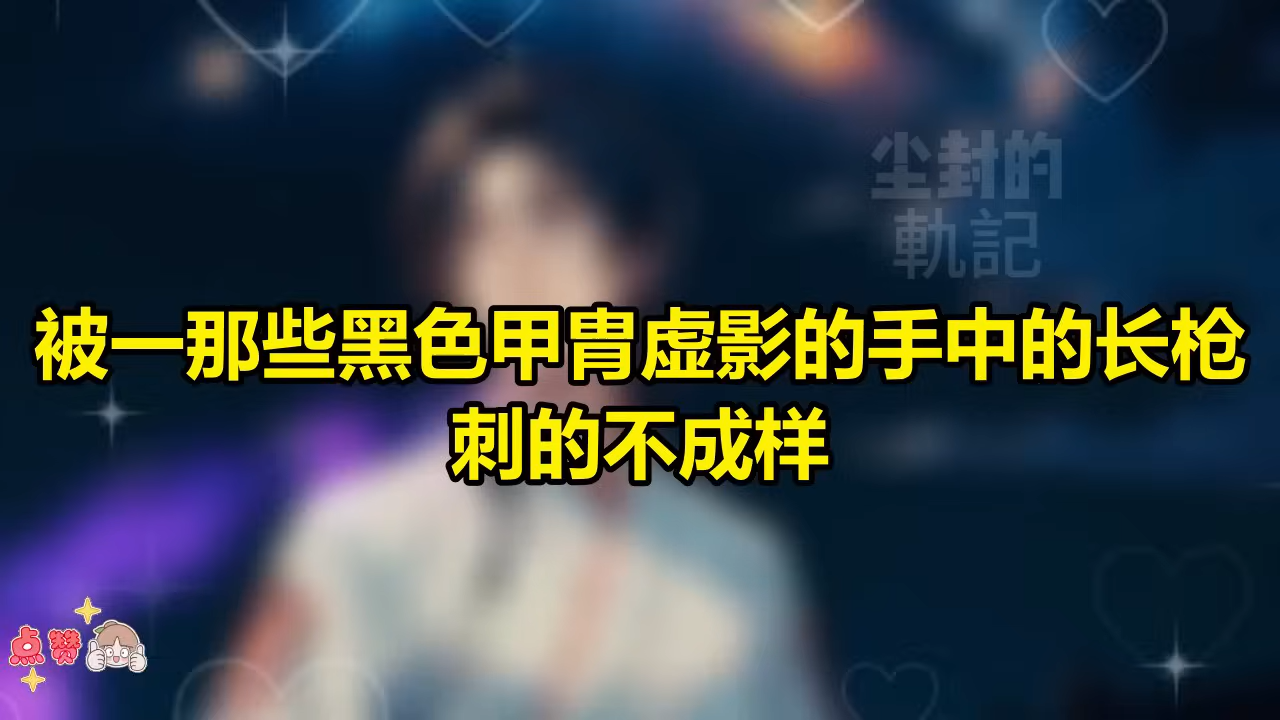 尘封的
軌記
被一那些黑色甲胄虚影的手中的长枪
刺的不成样
点赞